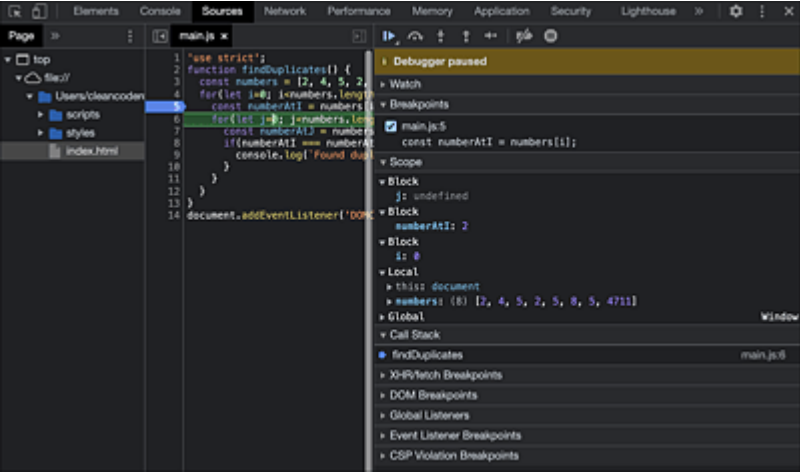 Elements Console Sources Network Performance Memory Application Security Lighthouse »
Page » main.js ×
top
file://
Users/cleancoden
scripts
styles
index.html
1 "use strict";
2 function findDuplicates() {
3 const numbers = [2, 4, 5, 2,
4 for(let i=0; i<numbers.length
5 const numberAtI = numbers[i
6 for(let j=0; j<numbers.leng
7 const numberAtJ = numbers
8 if(numberAtI === numberAt
9 console.log(`Found dupl
10 }
11 }
12 }
13 }
14 document.addEventListener('DOMC
Debugger paused
Watch
Breakpoints
main.js:5
const numberAtI = numbers[i];
Scope
Block
j: undefined
Block
numberAtI: 2
Block
i: 0
Local
this: document
numbers: (8) [2, 4, 5, 2, 5, 8, 5, 4711]
Global Window
Call Stack
findDuplicates main.js:6
XHR/fetch Breakpoints
DOM Breakpoints
Global Listeners
Event Listener Breakpoints
CSP Violation Breakpoints